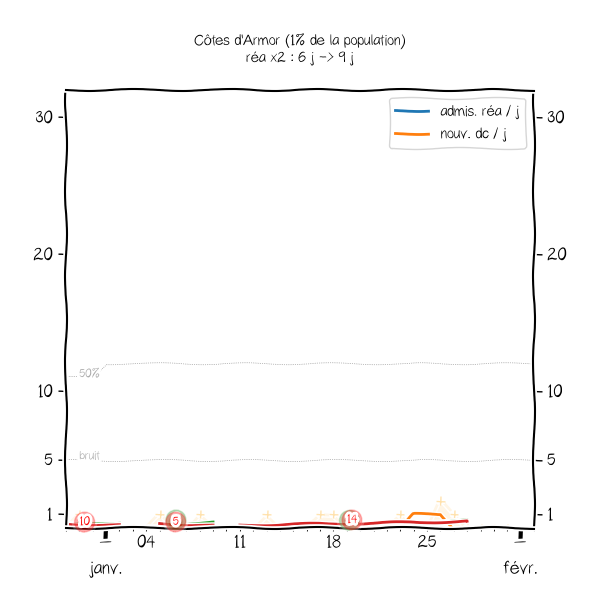 Côtes d'Armor (1% de la population)
réa x2 : 6 j -> 9 j
admis. réa / j
nouv. dc / j
30
30
20
20
50%
10
10
bruit
5
5
10
5
14
1
1
04
11
18
25
janv.
févr.